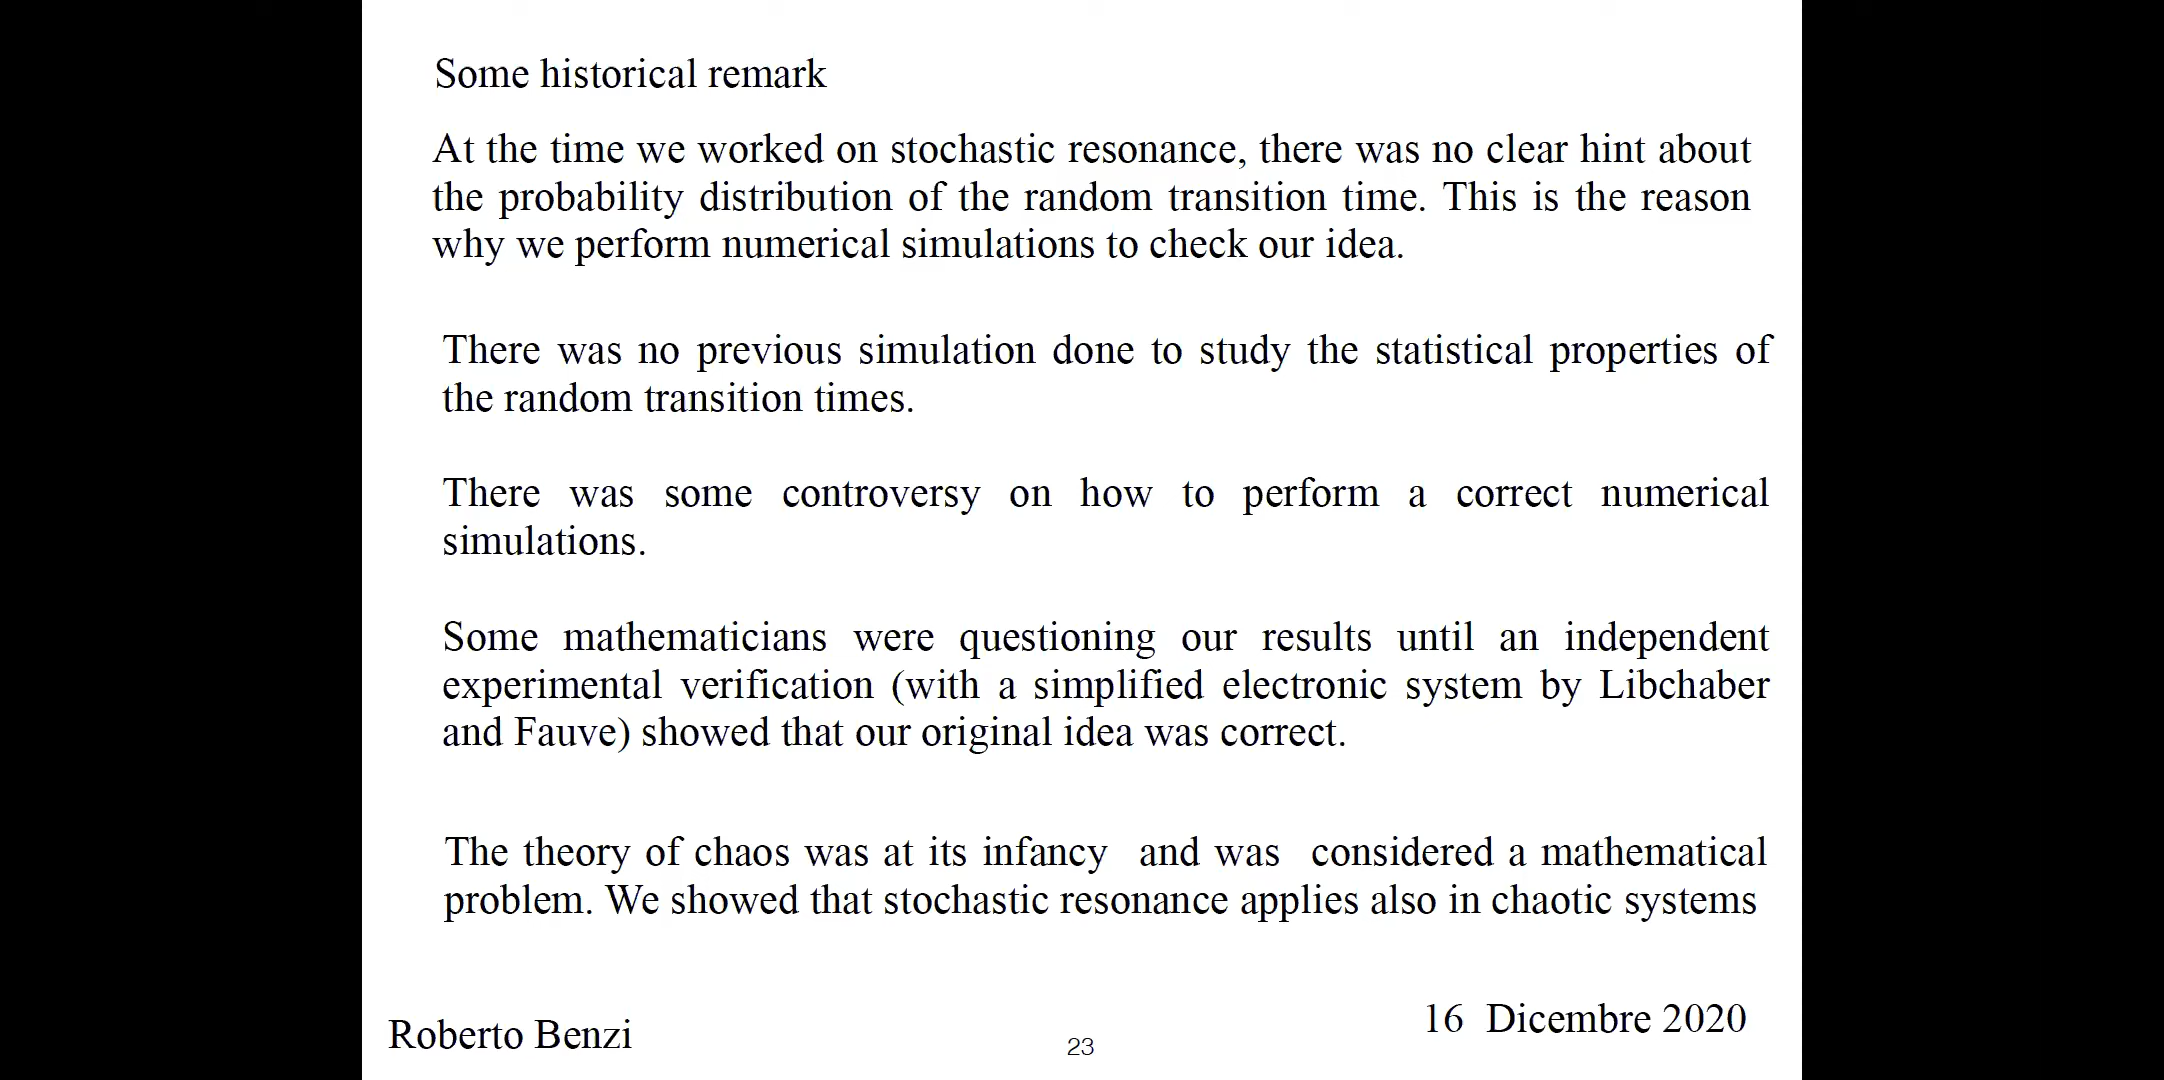 Some historical remark
At the time we worked on stochastic resonance, there was no clear hint about
the probability distribution of the random transition time. This is the reason
why we perform numerical simulations to check our idea.
There was no previous simulation done to study the statistical properties of
the random transition times.
There was some controversy on how to perform a correct numerical
simulations.
Some mathematicians were questioning our results until an independent
experimental verification (with a simplified electronic system by Libchaber
and Fauve) showed that our original idea was correct.
The theory of chaos was at its infancy and was considered a mathematical
problem. We showed that stochastic resonance applies also in chaotic systems
Roberto Benzi
23
16 Dicembre 2020